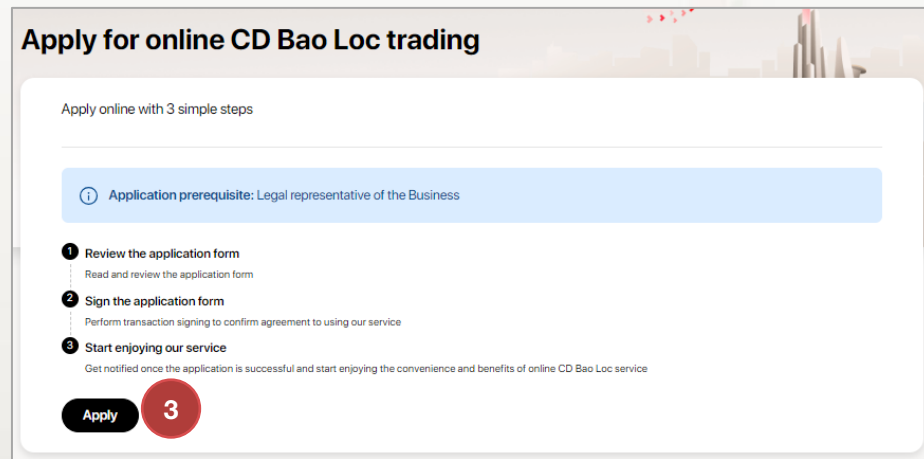 Apply for online CD Bao Loc trading
Apply online with 3 simple steps
Application prerequisite: Legal representative of the Business
1 Review the application form
Read and review the application form
2 Sign the application form
Perform transaction signing to confirm agreement to using our service
3 Start enjoying our service
Get notified once the application is successful and start enjoying the convenience and benefits of online CD Bao Loc service
Apply 3